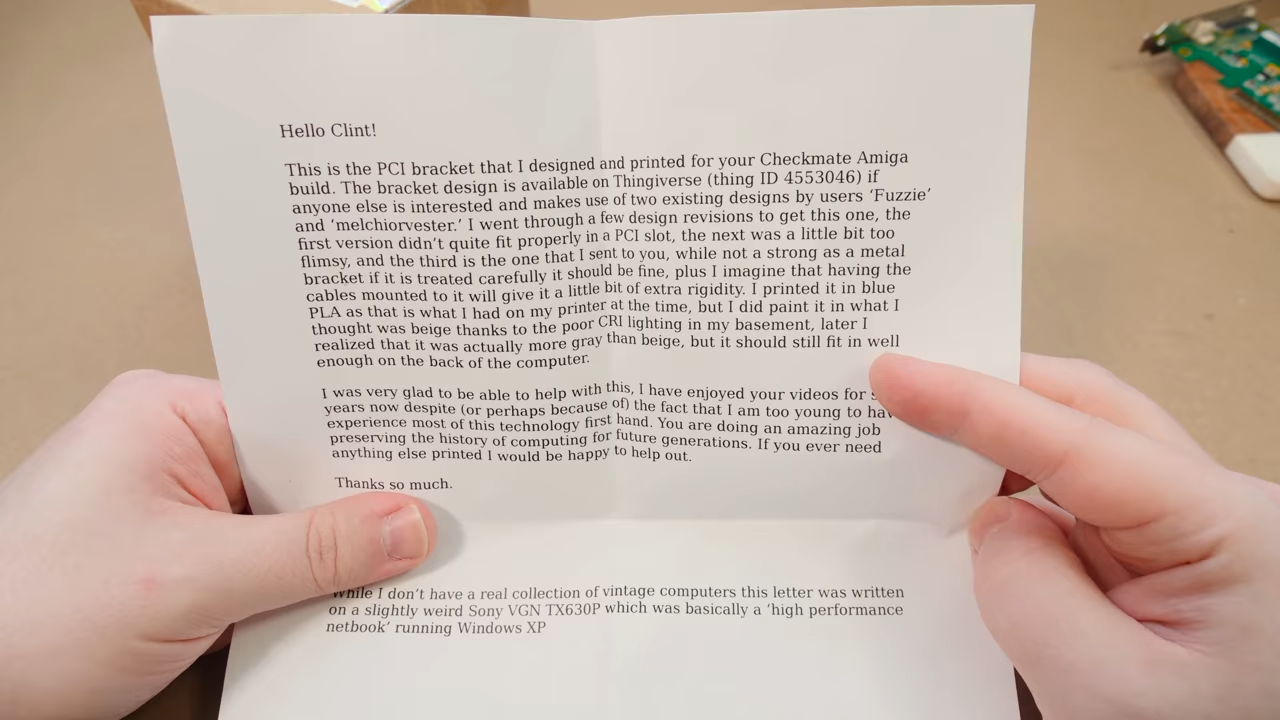 Hello Clint!
This is the PCI bracket that I designed and printed for your Checkmate Amiga
build. The bracket design is available on Thingiverse (thing ID 4553046) if
anyone else is interested and makes use of two existing designs by users ‘Fuzzie’
and ‘melchiorvester.’ I went through a few design revisions to get this one, the
first version didn’t quite fit properly in a PCI slot, the next was a little bit too
flimsy, and the third is the one that I sent to you, while not a strong as a metal
bracket if it is treated carefully it should be fine, plus I imagine that having the
cables mounted to it will give it a little bit of extra rigidity. I printed it in blue
PLA as that is what I had on my printer at the time, but I did paint it in what I
thought was beige thanks to the poor CRI lighting in my basement, later I
realized that it was actually more gray than beige, but it should still fit in well
enough on the back of the computer.
I was very glad to be able to help with this, I have enjoyed your videos for
years now despite (or perhaps because of) the fact that I am too young to
experience most of this technology first hand. You are doing an amazing job
preserving the history of computing for future generations. If you ever need
anything else printed I would be happy to help out.
Thanks so much.
While I don’t have a real collection of vintage computers this letter was written
on a slightly weird Sony VGN TX630P which was basically a ‘high performance
netbook’ running Windows XP